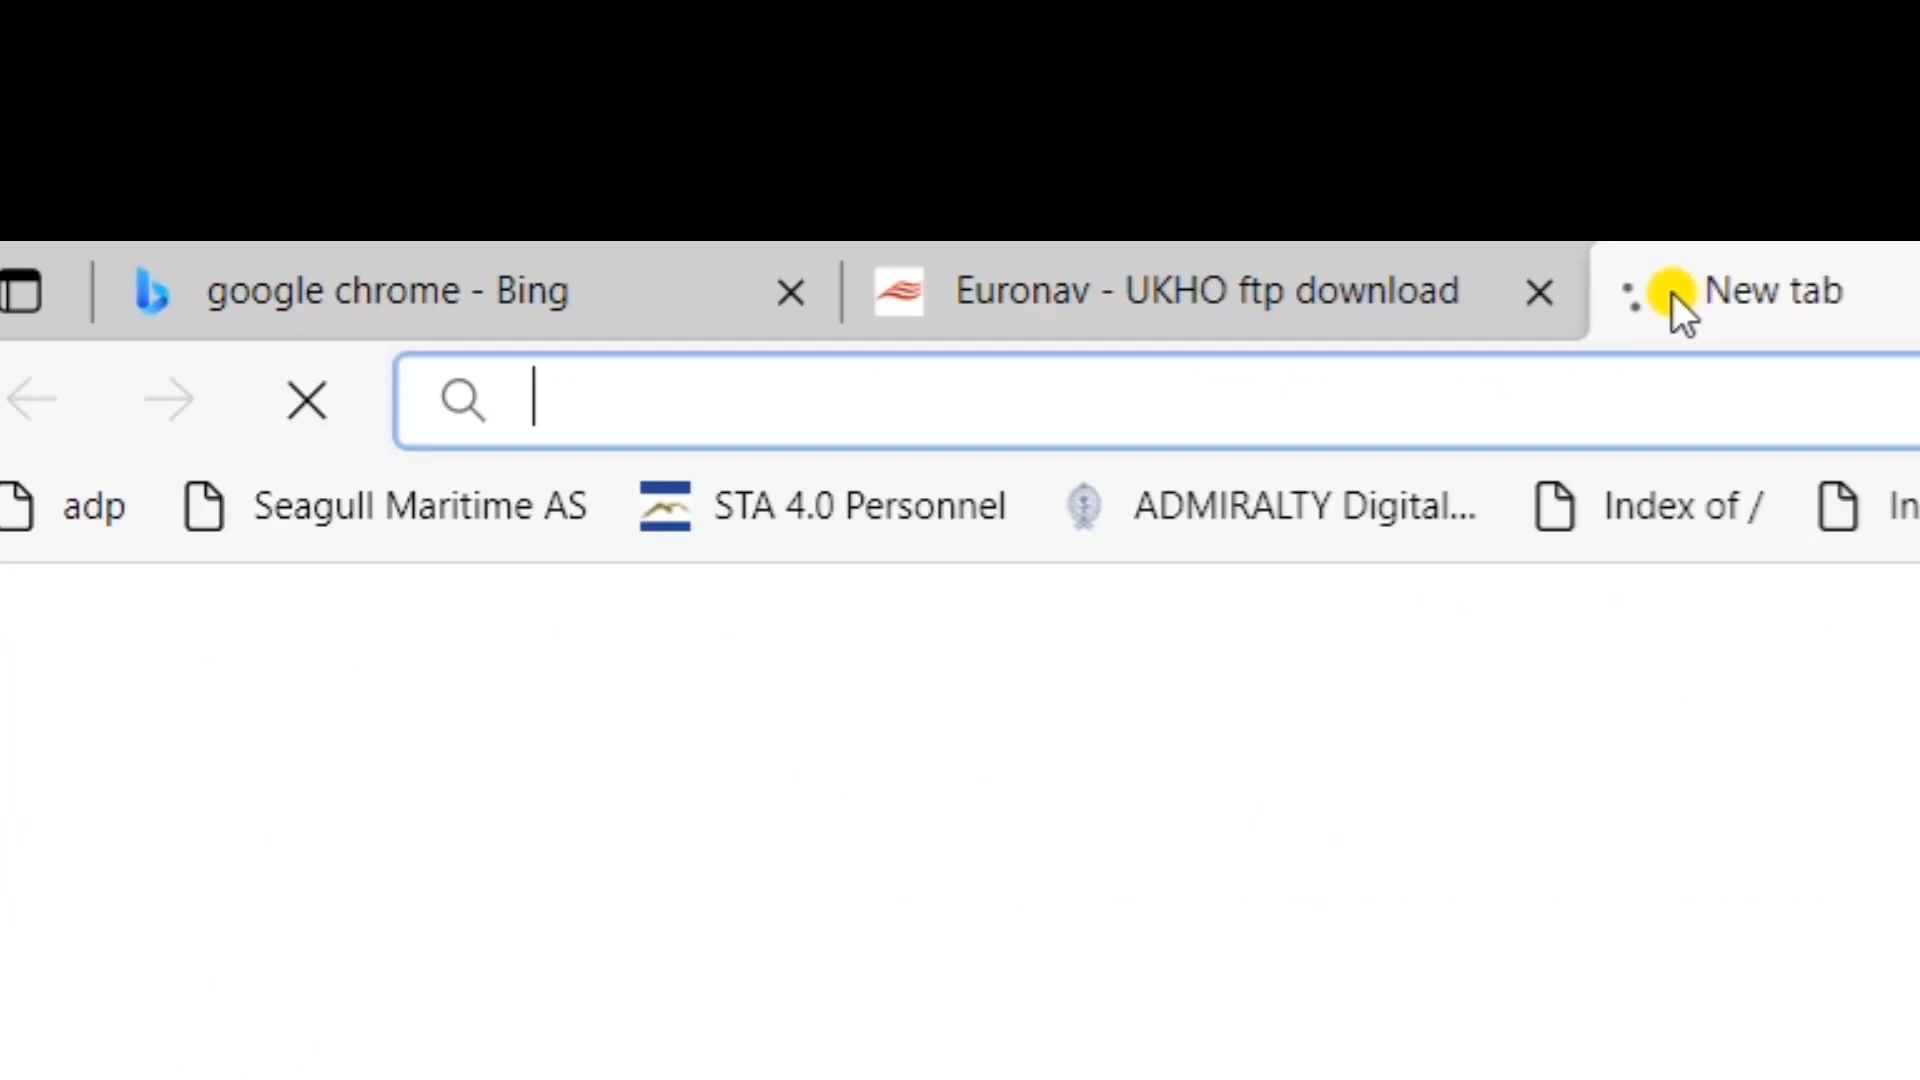 google chrome - Bing
Euronav - UKHO ftp download
New tab
adp
Seagull Maritime AS
STA 4.0 Personnel
ADMIRALTY Digital...
Index of /
In